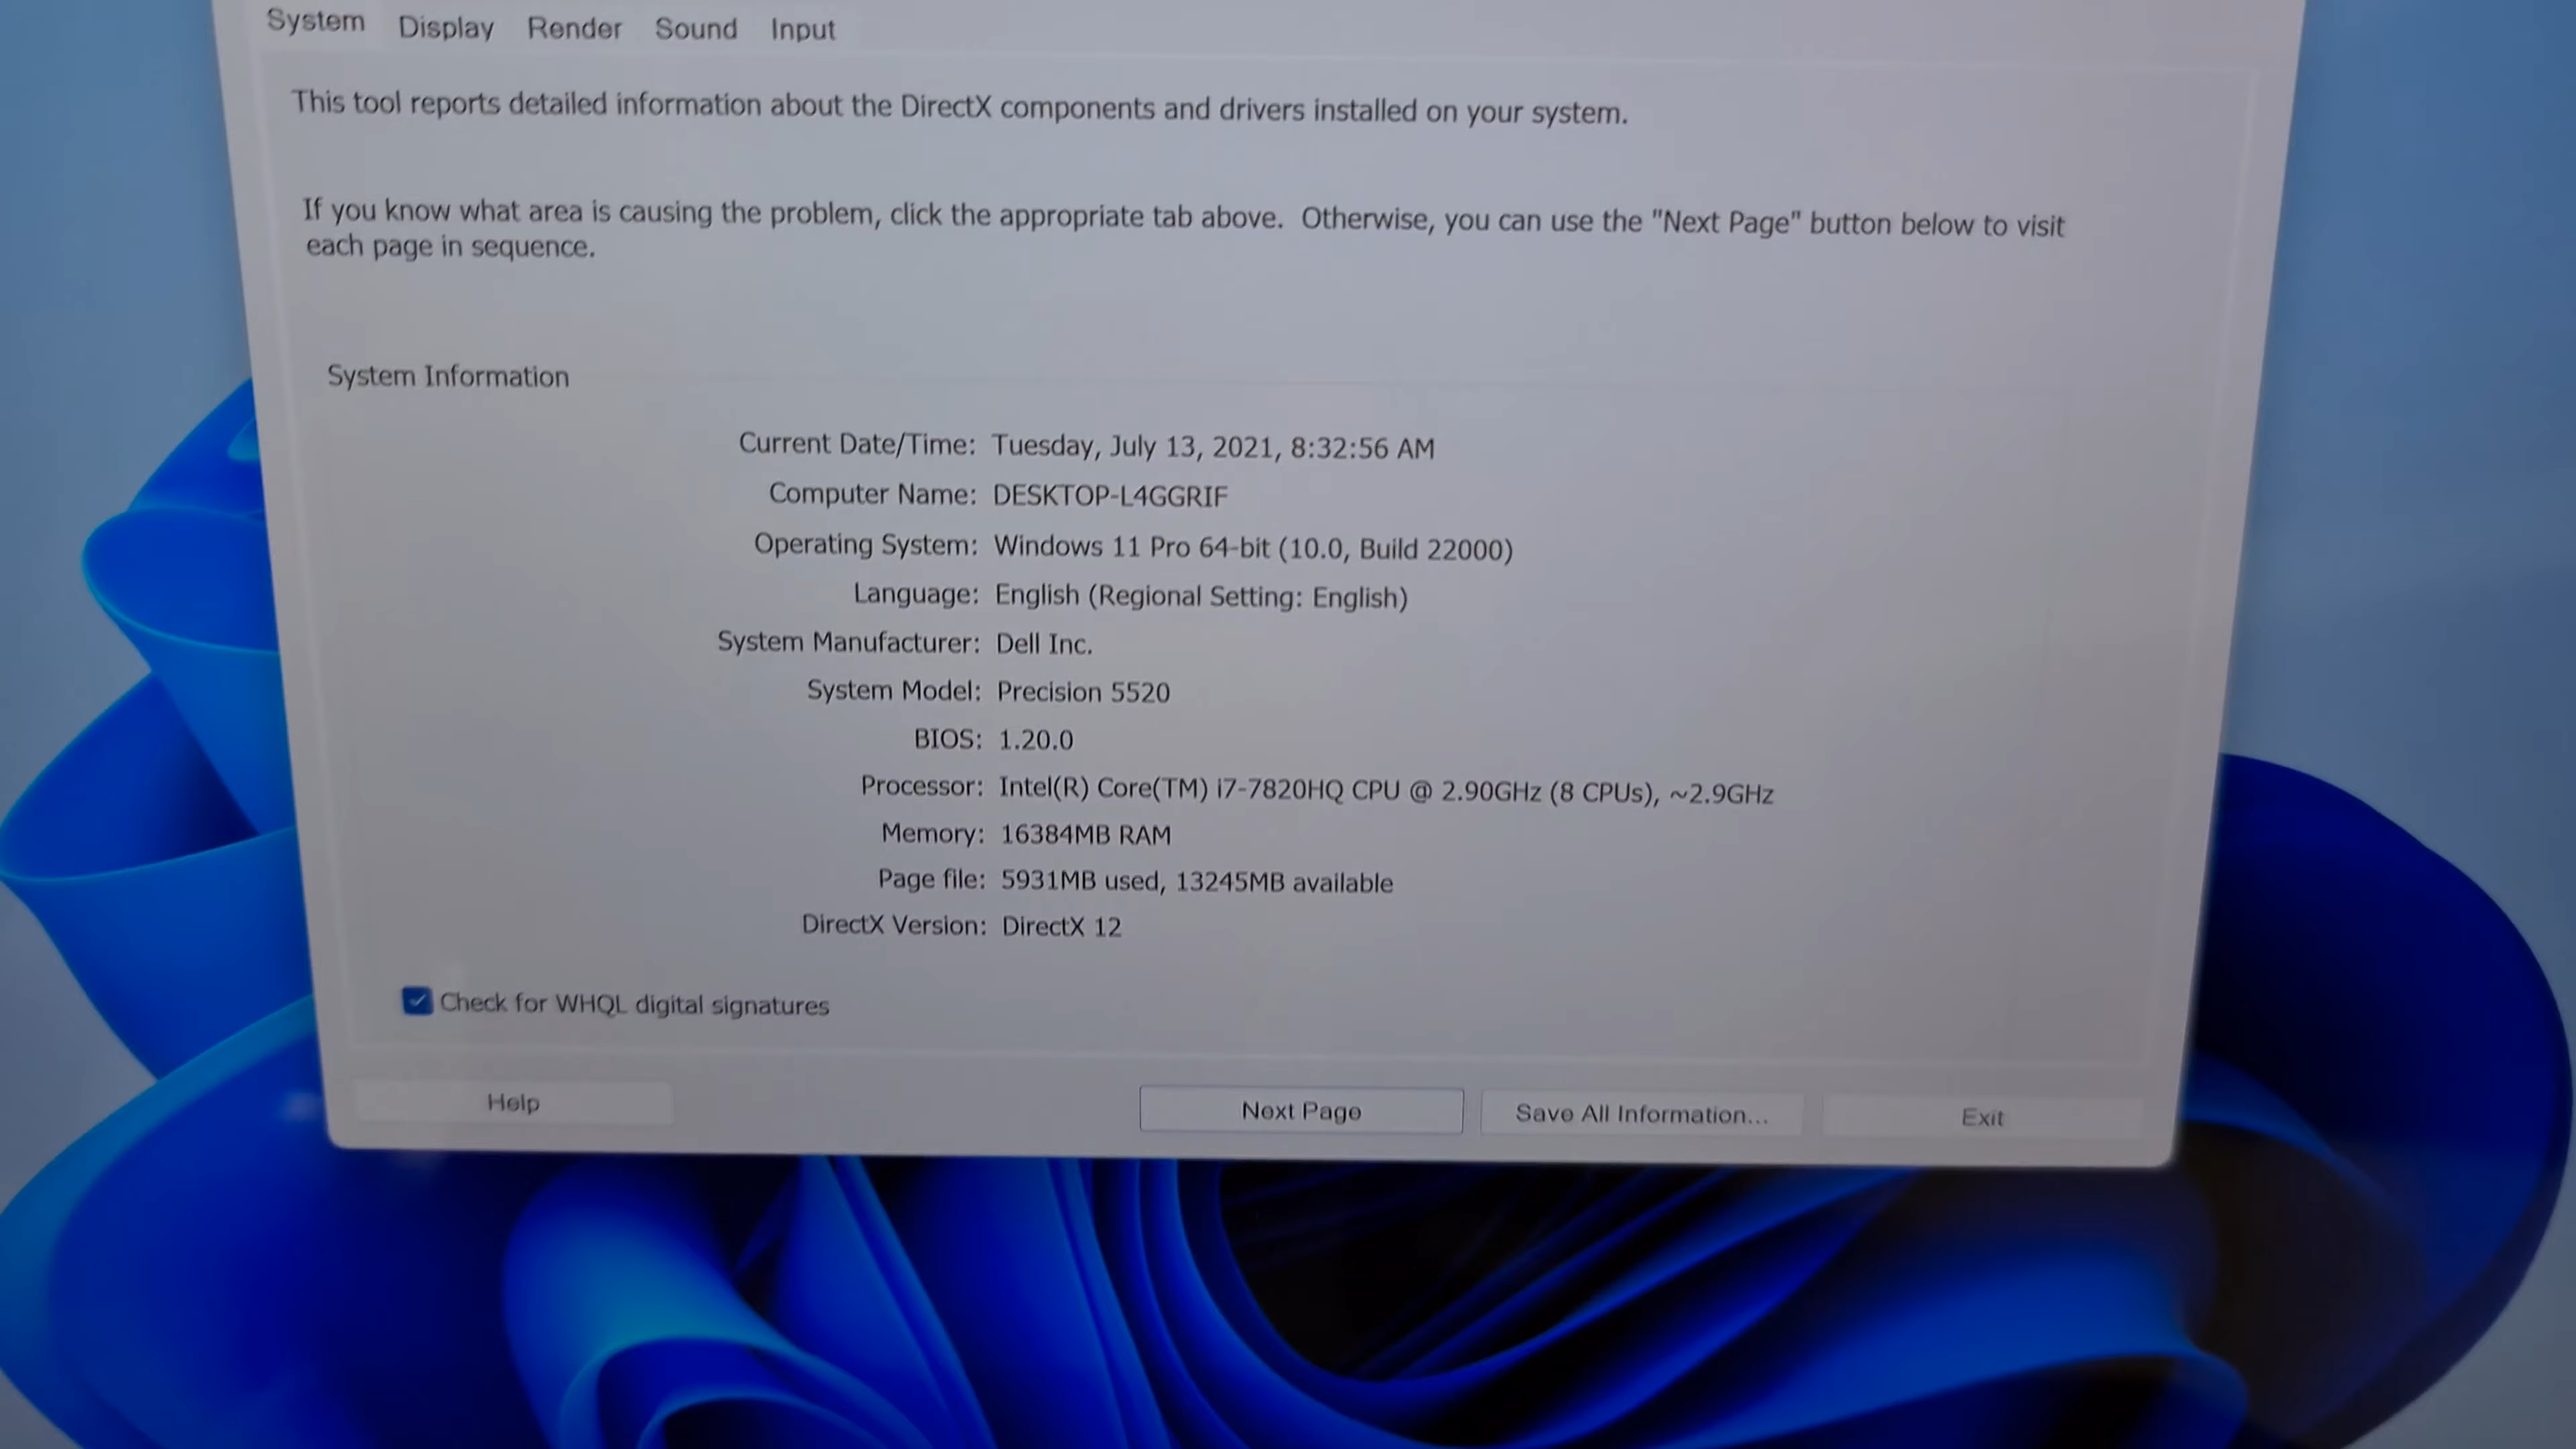 System Display Render Sound Input
This tool reports detailed information about the DirectX components and drivers installed on your system.
If you know what area is causing the problem, click the appropriate tab above. Otherwise, you can use the "Next Page" button below to visit
each page in sequence.
System Information
Current Date/Time: Tuesday, July 13, 2021, 8:32:56 AM
Computer Name: DESKTOP-L4GGRIF
Operating System: Windows 11 Pro 64-bit (10.0, Build 22000)
Language: English (Regional Setting: English)
System Manufacturer: Dell Inc.
System Model: Precision 5520
BIOS: 1.20.0
Processor: Intel(R) Core(TM) i7-7820HQ CPU @ 2.90GHz (8 CPUs), ~2.9GHz
Memory: 16384MB RAM
Page file: 5931MB used, 13245MB available
DirectX Version: DirectX 12
Check for WHQL digital signatures
Help Next Page Save All Information... Exit